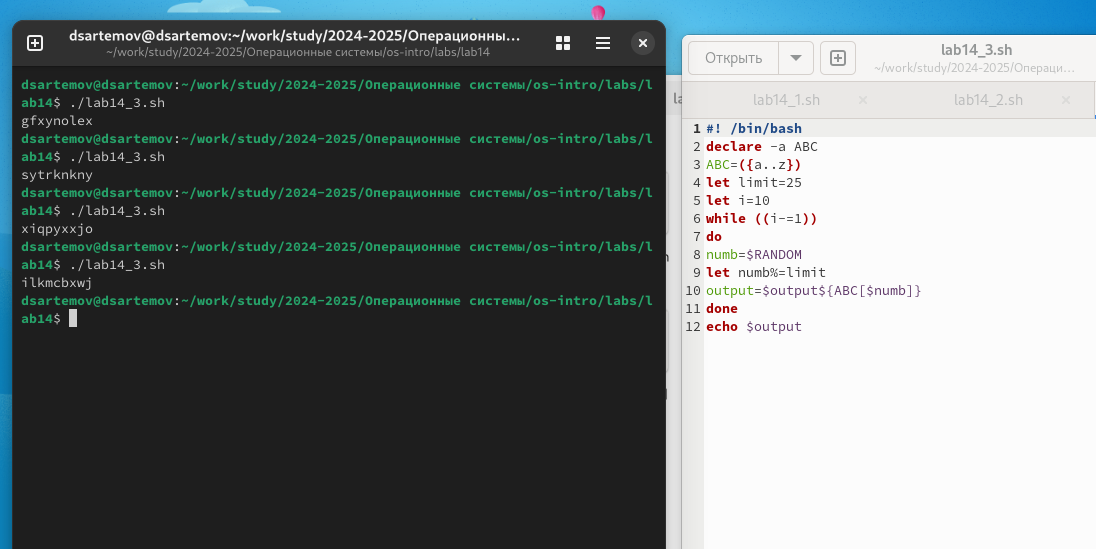 dsartemov@dsartemov:~/work/study/2024-2025/Операционны...
~/work/study/2024-2025/Операционные системы/os-intro/labs/lab14
dsartemov@dsartemov:~/work/study/2024-2025/Операционные системы/os-intro/labs/l
ab14$ ./lab14_3.sh
gfxynolex
dsartemov@dsartemov:~/work/study/2024-2025/Операционные системы/os-intro/labs/l
ab14$ ./lab14_3.sh
sytrknkny
dsartemov@dsartemov:~/work/study/2024-2025/Операционные системы/os-intro/labs/l
ab14$ ./lab14_3.sh
xiqpyxxjo
dsartemov@dsartemov:~/work/study/2024-2025/Операционные системы/os-intro/labs/l
ab14$ ./lab14_3.sh
ilkmcbxwj
dsartemov@dsartemov:~/work/study/2024-2025/Операционные системы/os-intro/labs/l
ab14$
Открыть
lab14_3.sh
~/work/study/2024-2025/Операци...
lab14_1.sh
lab14_2.sh
1 #! /bin/bash
2 declare -a ABC
3 ABC=({a..z})
4 let limit=25
5 let i=10
6 while ((i-=1))
7 do
8 numb=$RANDOM
9 let numb%=limit
10 output=$output${ABC[$numb]}
11 done
12 echo $output